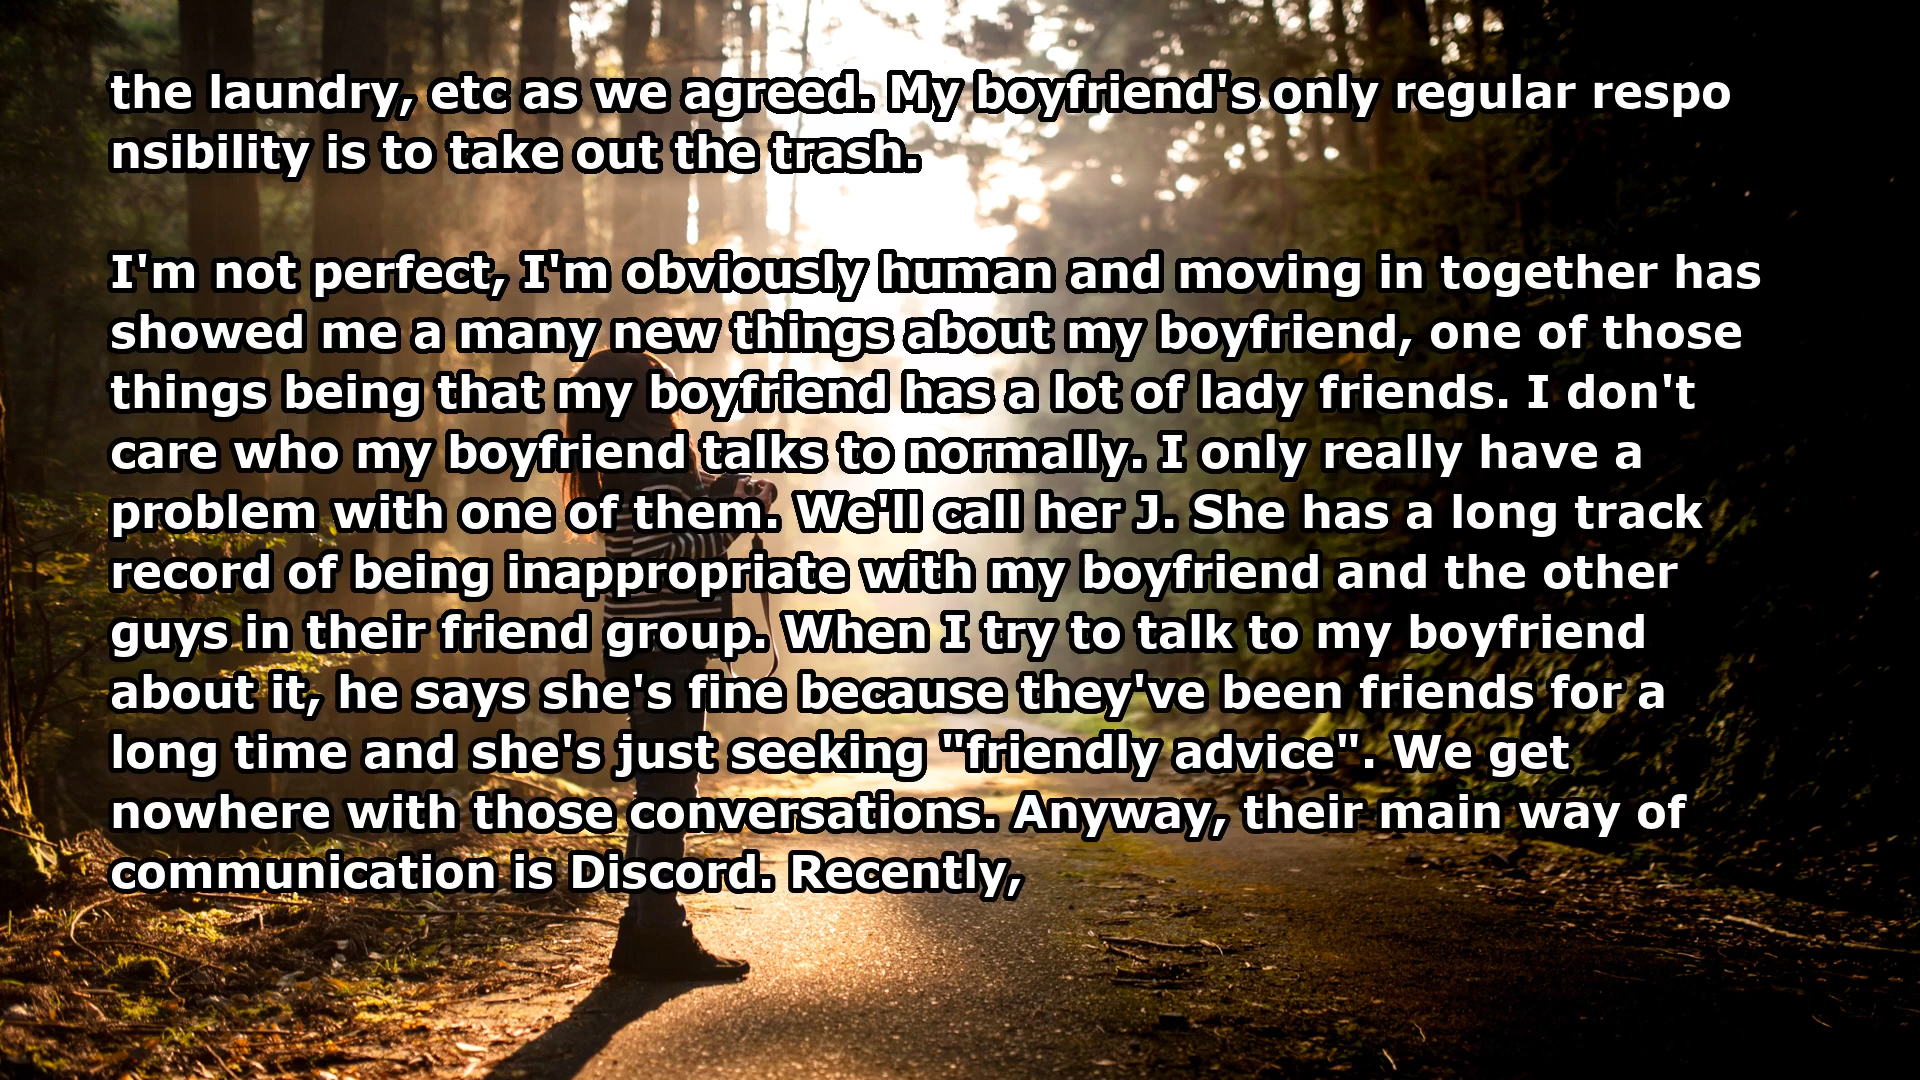 the laundry, etc as we agreed. My boyfriend's only regular respo
nsibility is to take out the trash.
I'm not perfect, I'm obviously human and moving in together has
showed me a many new things about my boyfriend, one of those
things being that my boyfriend has a lot of lady friends. I don't
care who my boyfriend talks to normally. I only really have a
problem with one of them. We'll call her J. She has a long track
record of being inappropriate with my boyfriend and the other
guys in their friend group. When I try to talk to my boyfriend
about it, he says she's fine because they've been friends for a
long time and she's just seeking "friendly advice". We get
nowhere with those conversations. Anyway, their main way of
communication is Discord. Recently,